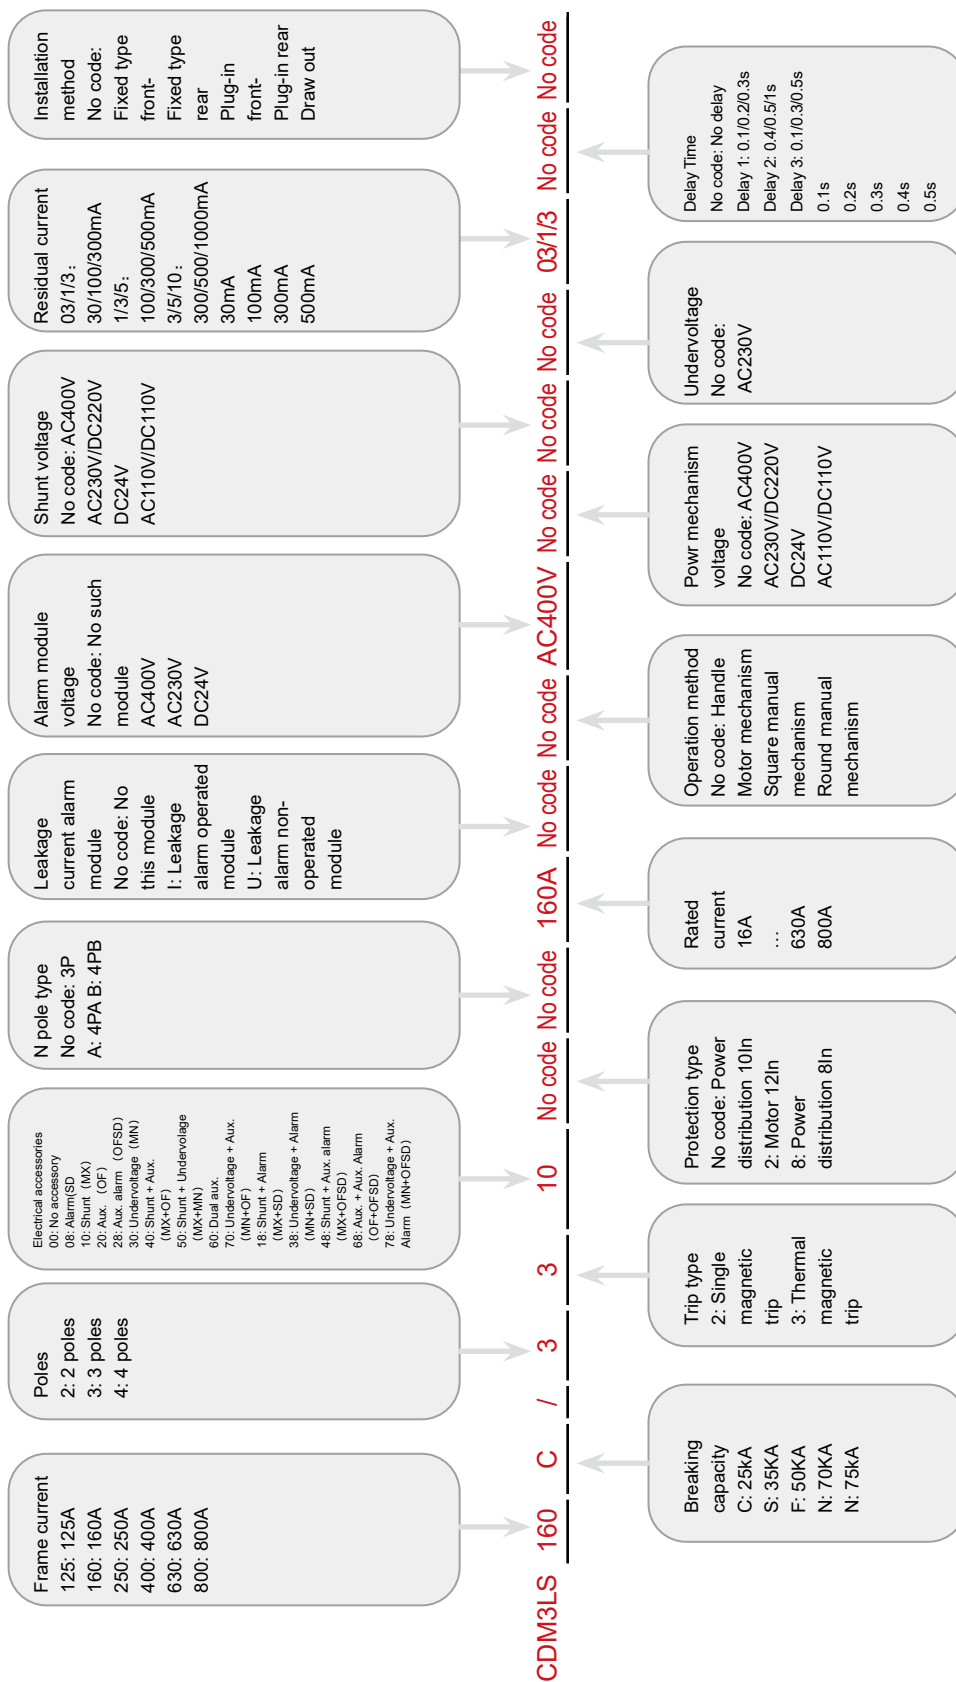 Frame current
125: 125A
160: 160A
250: 250A
400: 400A
630: 630A
800: 800A
Poles
2: 2 poles
3: 3 poles
4: 4 poles
Electrical accessories
00: No accessory
08: Alarm(SD
10: Shunt（MX）
20: Aux.（OF）
28: Aux. alarm（OFSD）
30: Undervoltage（MN）
40: Shunt + Aux.
（MX+OF）
50: Shunt + Undervolage
（MX+MN）
60: Dual aux.
70: Undervoltage + Aux.
（MN+OF）
18: Shunt + Alarm
（MX+SD）
38: Undervoltage + Alarm
（MN+SD）
48: Shunt + Aux. alarm
（MX+OFSD）
68: Aux. + Aux. Alarm
（OF+OFSD）
78: Undervoltage + Aux.
Alarm（MN+OFSD）
N pole type
No code: 3P
A: 4PA B: 4PB
Leakage
current alarm
module
No code: No
this module
I: Leakage
alarm operated
module
U: Leakage
alarm non-
operated
module
Alarm module
voltage
No code: No such
module
AC400V
AC230V
DC24V
Shunt voltage
No code: AC400V
AC230V/DC220V
DC24V
AC110V/DC110V
Residual current
03/1/3：
30/100/300mA
1/3/5：
100/300/500mA
3/5/10：
300/500/1000mA
30mA
100mA
300mA
500mA
Installation
method
No code:
Fixed type
front-
Fixed type
rear
Plug-in
front-
Plug-in rear
Draw out
CDM3LS 160 C / 3 3 10 No code No code 160A No code No code AC400V No code No code No code 03/1/3 No code No code
Breaking
capacity
C: 25kA
S: 35KA
F: 50KA
N: 70KA
N: 75kA
Trip type
2: Single
magnetic
trip
3: Thermal
magnetic
trip
Protection type
No code: Power
distribution 10In
2: Motor 12In
8: Power
distribution 8In
Rated
current
16A
…
630A
800A
Operation method
No code: Handle
Motor mechanism
Square manual
mechanism
Round manual
mechanism
Powr mechanism
voltage
No code: AC400V
AC230V/DC220V
DC24V
AC110V/DC110V
Undervoltage
No code:
AC230V
Delay Time
No code: No delay
Delay 1: 0.1/0.2/0.3s
Delay 2: 0.4/0.5/1s
Delay 3: 0.1/0.3/0.5s
0.1s
0.2s
0.3s
0.4s
0.5s